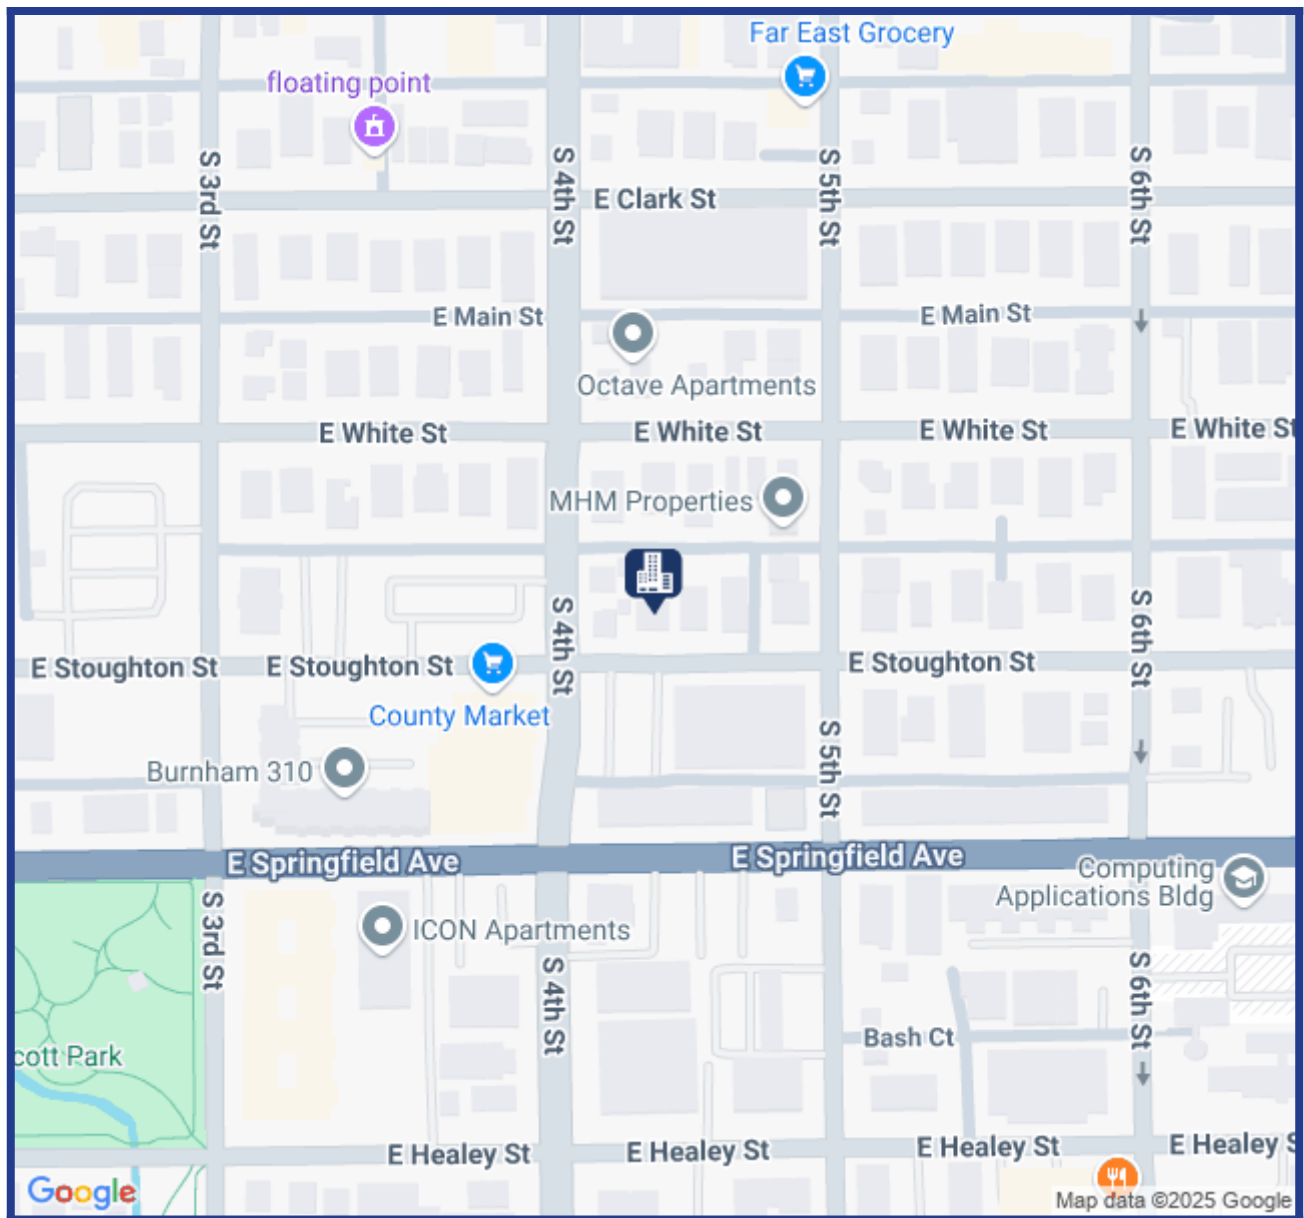 Far East Grocery
floating point
S 3rd St
S 4th St
S 5th St
S 6th St
E Clark St
E Main St
E Main St
Octave Apartments
E White St
E White St
E White St
E White St
MHM Properties
S 4th St
S 6th St
E Stoughton St
E Stoughton St
E Stoughton St
County Market
S 5th St
Burnham 310
E Springfield Ave
E Springfield Ave
Computing
Applications Bldg
S 3rd St
ICON Apartments
S 4th St
S 6th St
Bash Ct
cott Park
E Healey St
E Healey St
E Healey St
E Healey S
Google
Map data ©2025 Google